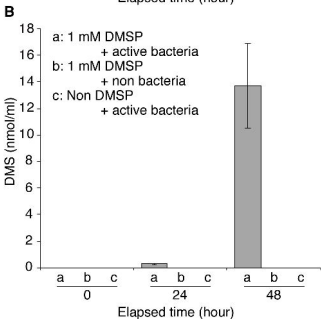 Elapsed time (hour)
B
18
16
14
12
10
8
6
4
2
0
DMS (nmol/ml)
a: 1 mM DMSP
+ active bacteria
b: 1 mM DMSP
+ non bacteria
c: Non DMSP
+ active bacteria
a b c a b c a b c
0 24 48
Elapsed time (hour)